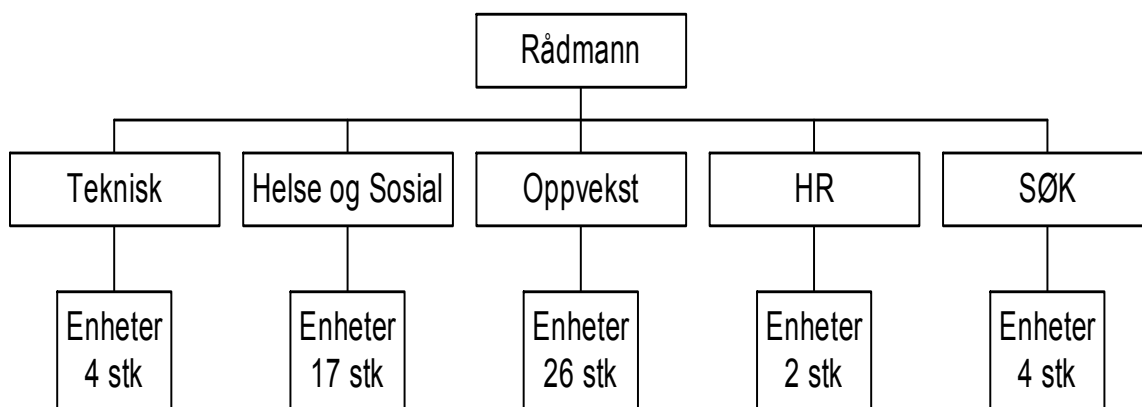 Rådmann
Teknisk
Helse og Sosial
Oppvekst
HR
SØK
Enheter
4 stk
Enheter
17 stk
Enheter
26 stk
Enheter
2 stk
Enheter
4 stk